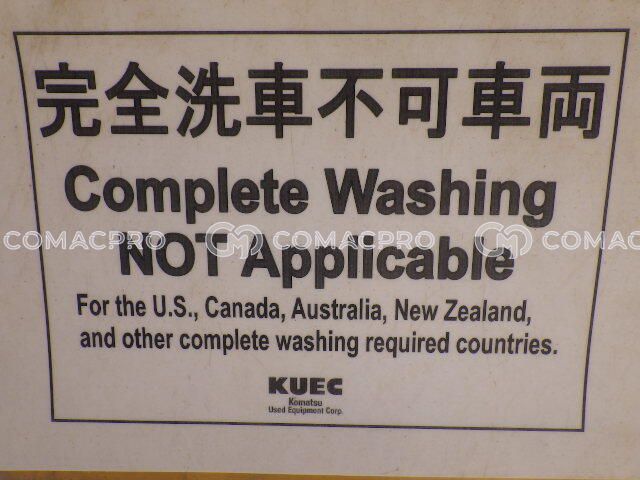 完全洗車不可車両
Complete Washing
NOT Applicable
COMACPRO COMACPRO COMACPRO
For the U.S., Canada, Australia, New Zealand,
and other complete washing required countries.
KUEC
Komatsu
Used Equipment Corp.